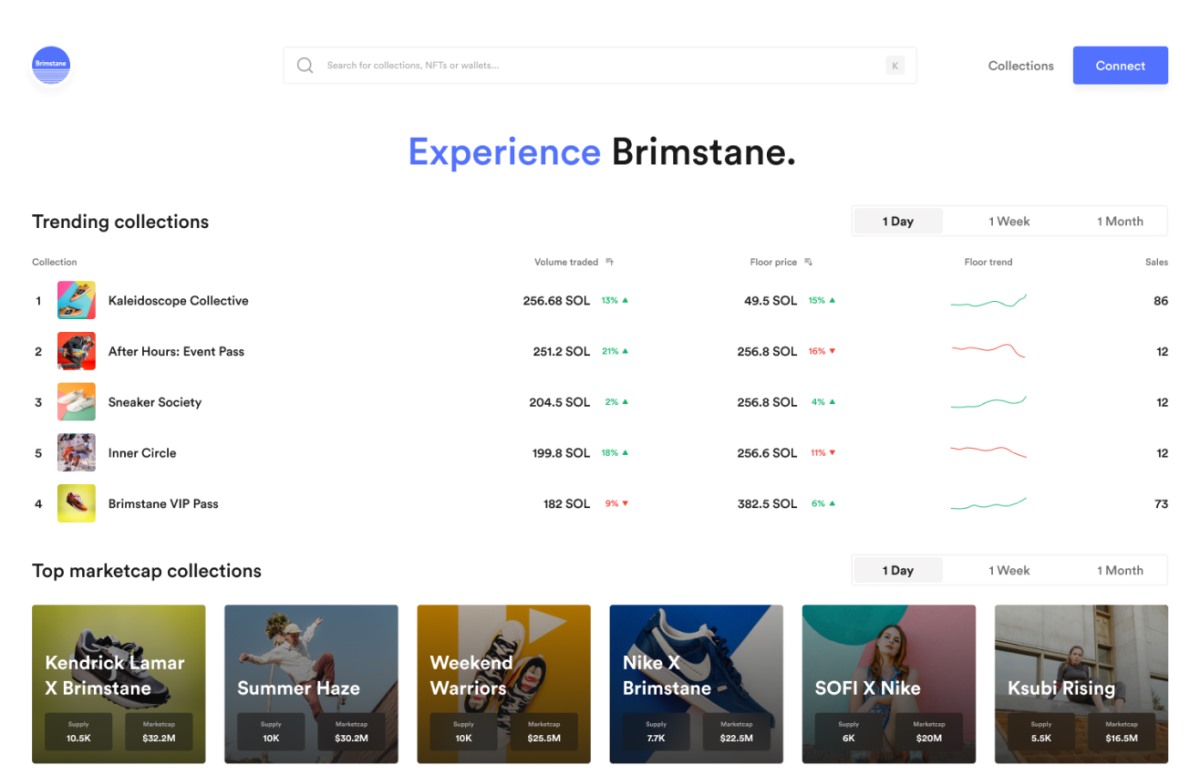 Brimstane
Search for collections, NFTs or wallets...
K
Collections
Connect
Experience Brimstane.
Trending collections
1 Day
1 Week
1 Month
Collection
Volume traded
Floor price
Floor trend
Sales
1 Kaleidoscope Collective 256.68 SOL 13% ▲ 49.5 SOL 15% ▲ 86
2 After Hours: Event Pass 251.2 SOL 21% ▲ 256.8 SOL 16% ▼ 12
3 Sneaker Society 204.5 SOL 2% ▲ 256.8 SOL 4% ▲ 12
5 Inner Circle 199.8 SOL 18% ▲ 256.6 SOL 11% ▼ 12
4 Brimstane VIP Pass 182 SOL 9% ▼ 382.5 SOL 6% ▲ 73
Top marketcap collections
1 Day
1 Week
1 Month
Kendrick Lamar
X Brimstane
Supply
10.5K
Marketcap
$32.2M
Summer Haze
Supply
10K
Marketcap
$30.2M
Weekend
Warriors
Supply
10K
Marketcap
$25.5M
Nike X
Brimstane
Supply
7.7K
Marketcap
$22.5M
SOFI X Nike
Supply
6K
Marketcap
$20M
Ksubi Rising
Supply
5.5K
Marketcap
$16.5M